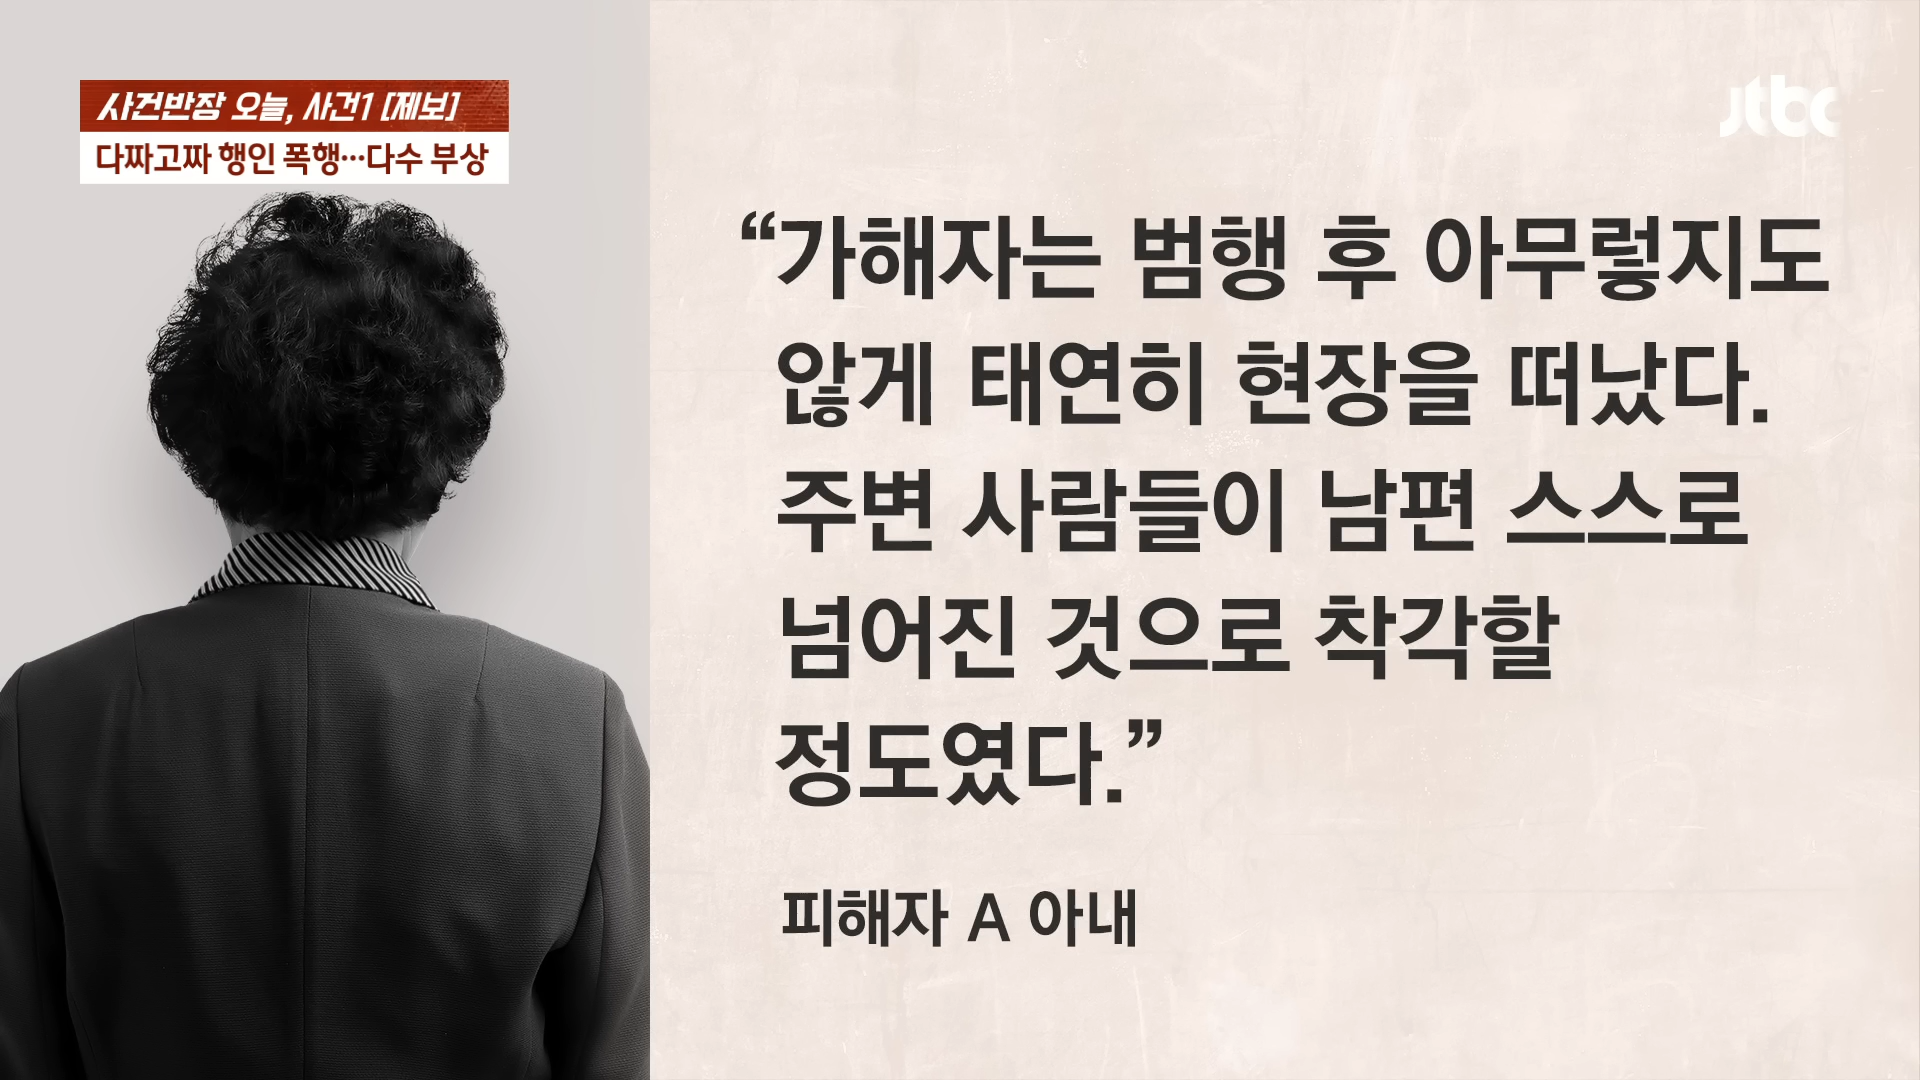 사건반장 오늘, 사건1 [제보]
다짜고짜 행인 폭행…다수 부상
jtbc
“가해자는 범행 후 아무렇지도
않게 태연히 현장을 떠났다.
주변 사람들이 남편 스스로
넘어진 것으로 착각할
정도였다.”
피해자 A 아내